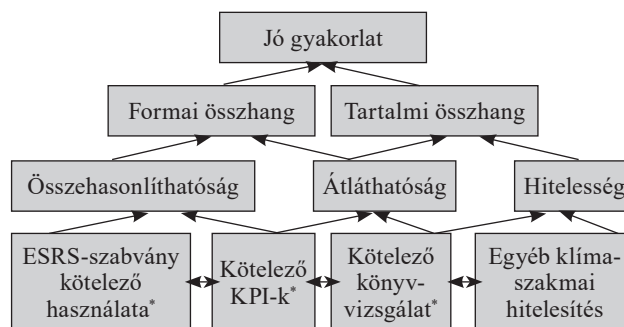 Jó gyakorlat
Formai összhang
Tartalmi összhang
Összehasonlíthatóság
Átláthatóság
Hitelesség
ESRS-szabvány
kötelező
használata*
Kötelező
KPI-k*
Kötelező
könyv-
vizsgálat*
Egyéb klíma-
szakmai
hitelesítés